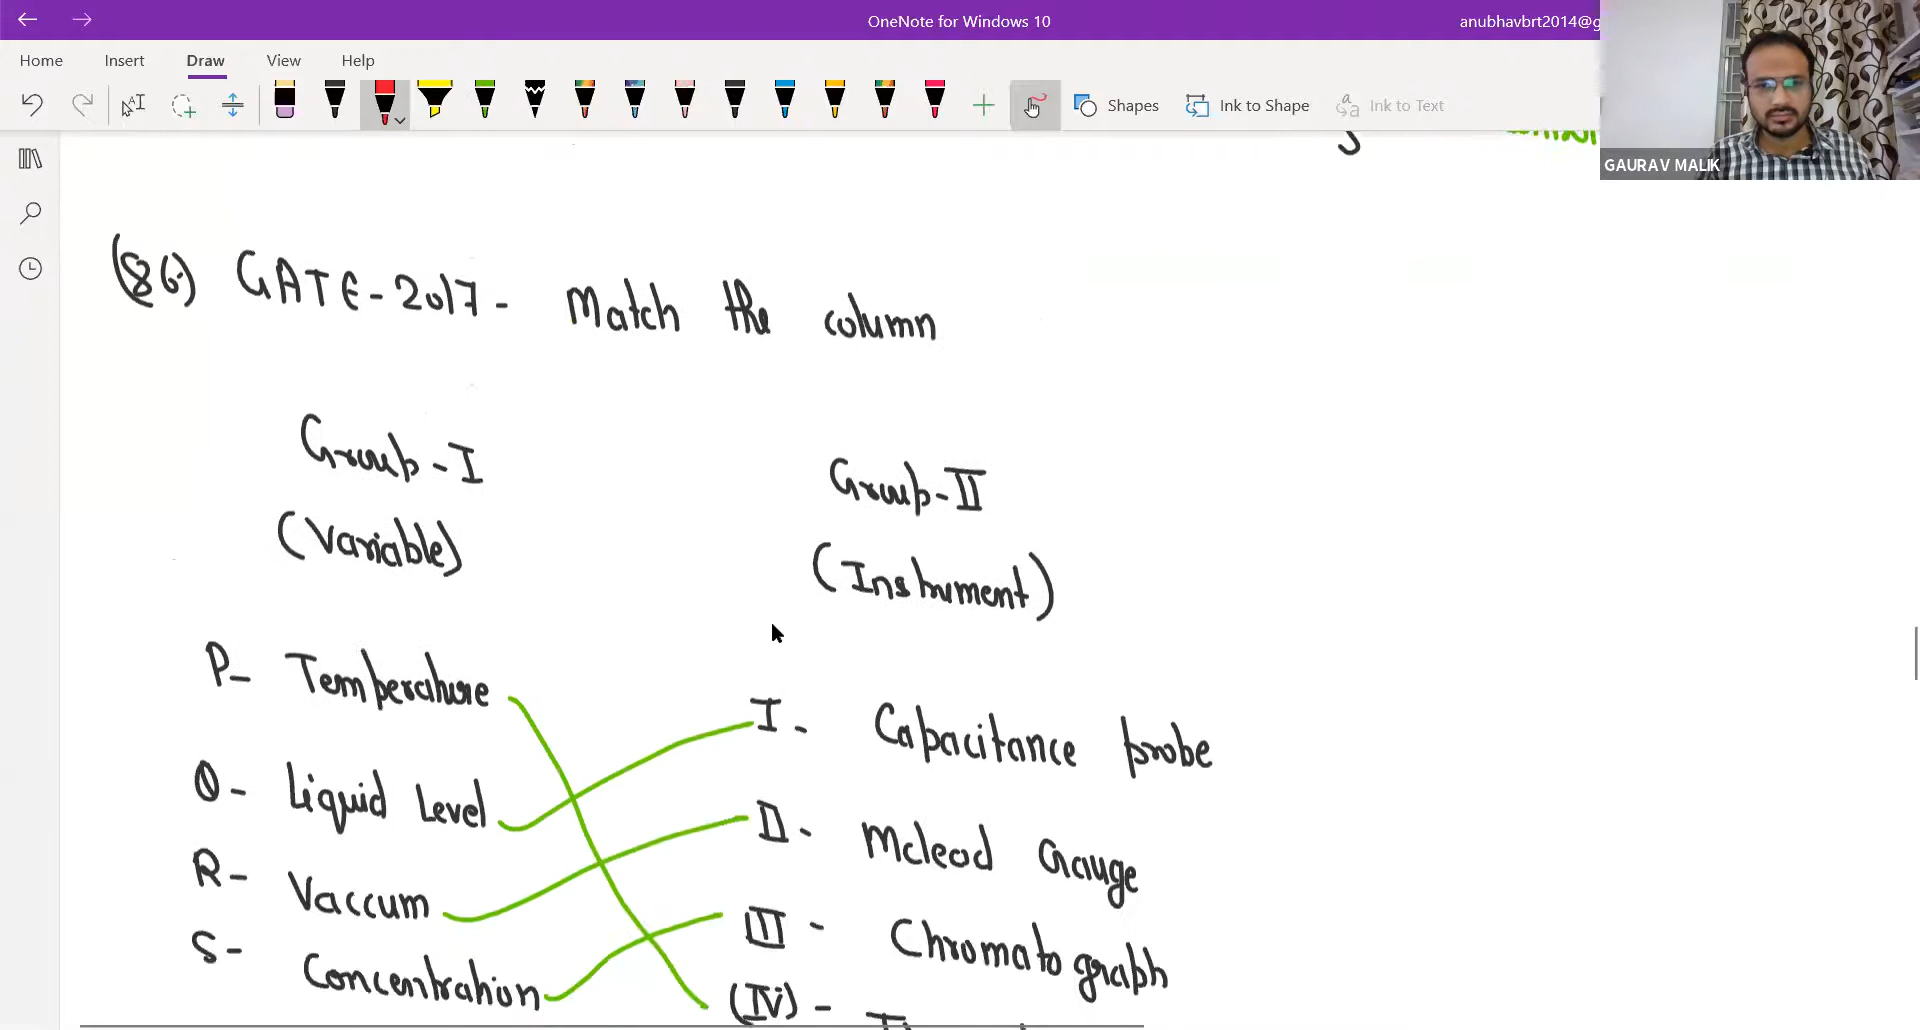 OneNote for Windows 10
anubhavbrt2014@g
Home Insert Draw View Help
Shapes Ink to Shape Ink to Text
GAURAV MALIK
(86) GATE-2017- Match the column
Group-I
(Variable)
Group-II
(Instrument)
P- Temperature
Q- Liquid Level
R- Vaccum
S- Concentration
I- Capacitance probe
II- Mcleod Gauge
III- Chromatograph
(IV)-